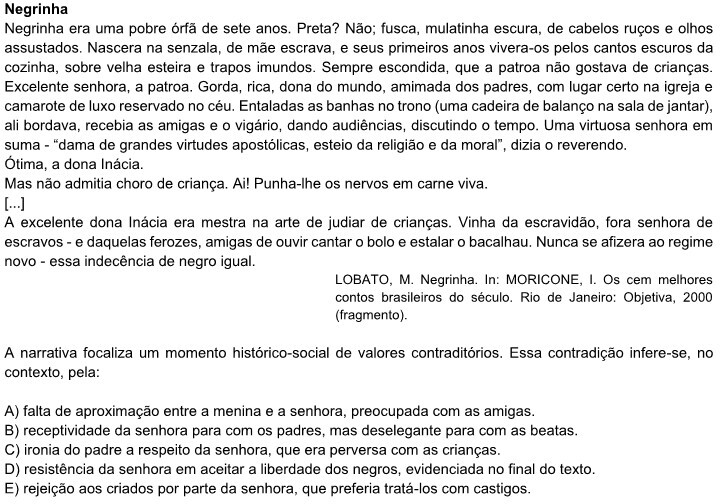 Negrinha
Negrinha era uma pobre órfã de sete anos. Preta? Não; fusca, mulatinha escura, de cabelos ruços e olhos
assustados. Nascera na senzala, de mãe escrava, e seus primeiros anos vivera-os pelos cantos escuros da
cozinha, sobre velha esteira e trapos imundos. Sempre escondida, que a patroa não gostava de crianças.
Excelente senhora, a patroa. Gorda, rica, dona do mundo, amimada dos padres, com lugar certo na igreja e
camarote de luxo reservado no céu. Entaladas as banhas no trono (uma cadeira de balanço na sala de jantar),
ali bordava, recebia as amigas e o vigário, dando audiências, discutindo o tempo. Uma virtuosa senhora em
suma - “dama de grandes virtudes apostólicas, esteio da religião e da moral”, dizia o reverendo.
Ótima, a dona Inácia.
Mas não admitia choro de criança. Ai! Punha-lhe os nervos em carne viva.
[...]
A excelente dona Inácia era mestra na arte de judiar de crianças. Vinha da escravidão, fora senhora de
escravos - e daquelas ferozes, amigas de ouvir cantar o bolo e estalar o bacalhau. Nunca se afizera ao regime
novo - essa indecência de negro igual.
LOBATO, M. Negrinha. In: MORICONE, I. Os cem melhores
contos brasileiros do século. Rio de Janeiro: Objetiva, 2000
(fragmento).
A narrativa focaliza um momento histórico-social de valores contraditórios. Essa contradição infere-se, no
contexto, pela:
A) falta de aproximação entre a menina e a senhora, preocupada com as amigas.
B) receptividade da senhora para com os padres, mas deselegante para com as beatas.
C) ironia do padre a respeito da senhora, que era perversa com as crianças.
D) resistência da senhora em aceitar a liberdade dos negros, evidenciada no final do texto.
E) rejeição aos criados por parte da senhora, que preferia tratá-los com castigos.